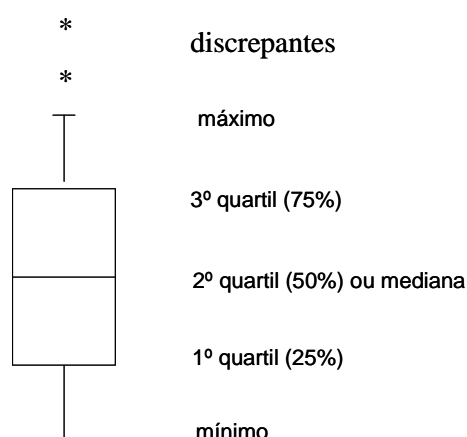 *
discrepantes
*
máximo
3º quartil (75%)
2º quartil (50%) ou mediana
1º quartil (25%)
mínimo